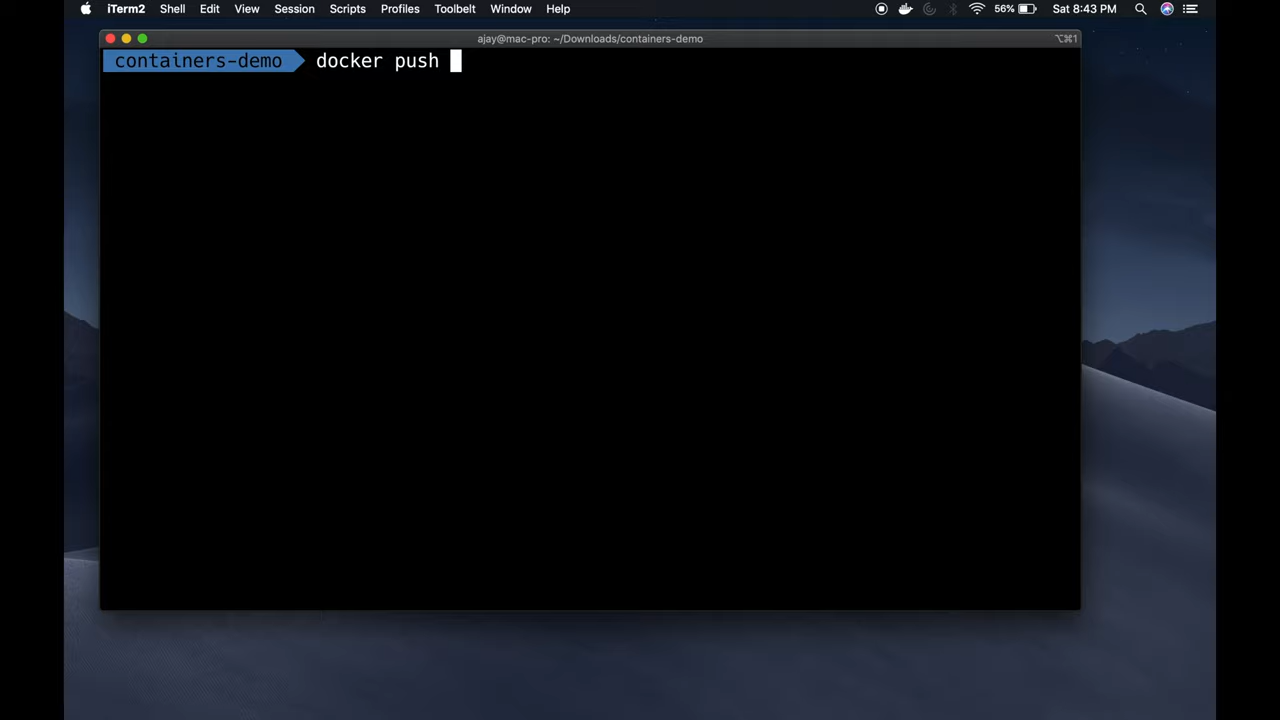 iTerm2 Shell Edit View Session Scripts Profiles Toolbelt Window Help 56% Sat 8:43 PM
ajay@mac-pro: ~/Downloads/containers-demo ⌥⌘1
containers-demo docker push